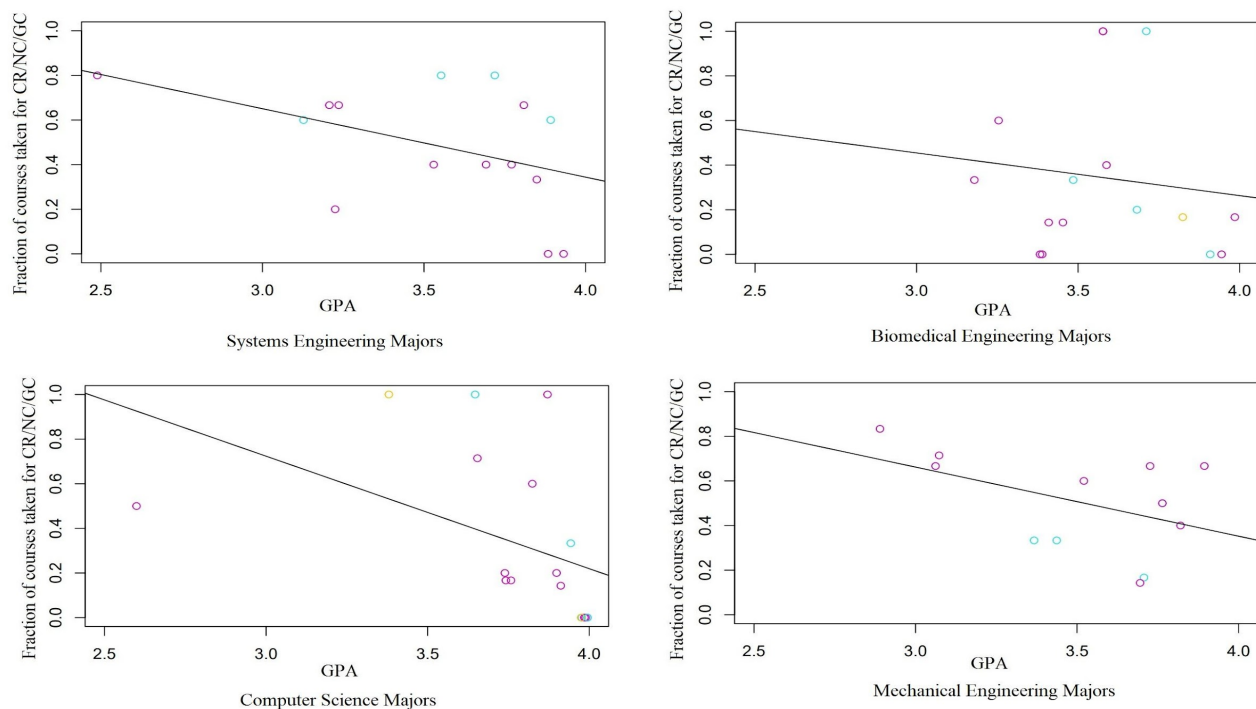 Fraction of courses taken for CR/NC/GC
1.0
0.8
0.6
0.4
0.2
0.0
2.5 3.0 3.5 4.0
GPA
Systems Engineering Majors
Fraction of courses taken for CR/NC/GC
1.0
0.8
0.6
0.4
0.2
0.0
2.5 3.0 3.5 4.0
GPA
Biomedical Engineering Majors
Fraction of courses taken for CR/NC/GC
1.0
0.8
0.6
0.4
0.2
0.0
2.5 3.0 3.5 4.0
GPA
Computer Science Majors
Fraction of courses taken for CR/NC/GC
1.0
0.8
0.6
0.4
0.2
0.0
2.5 3.0 3.5 4.0
GPA
Mechanical Engineering Majors